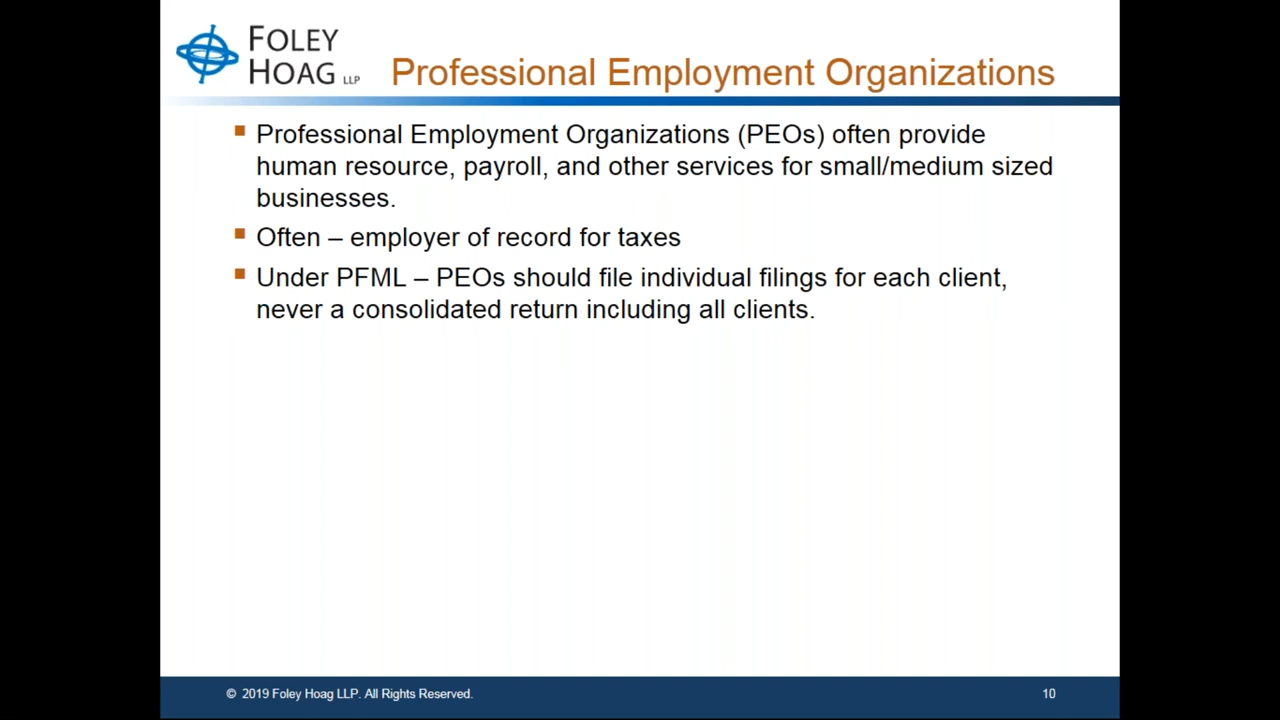 FOLEY
HOAG LLP
Professional Employment Organizations
Professional Employment Organizations (PEOs) often provide
human resource, payroll, and other services for small/medium sized
businesses.
Often – employer of record for taxes
Under PFML – PEOs should file individual filings for each client,
never a consolidated return including all clients.
© 2019 Foley Hoag LLP. All Rights Reserved.
10